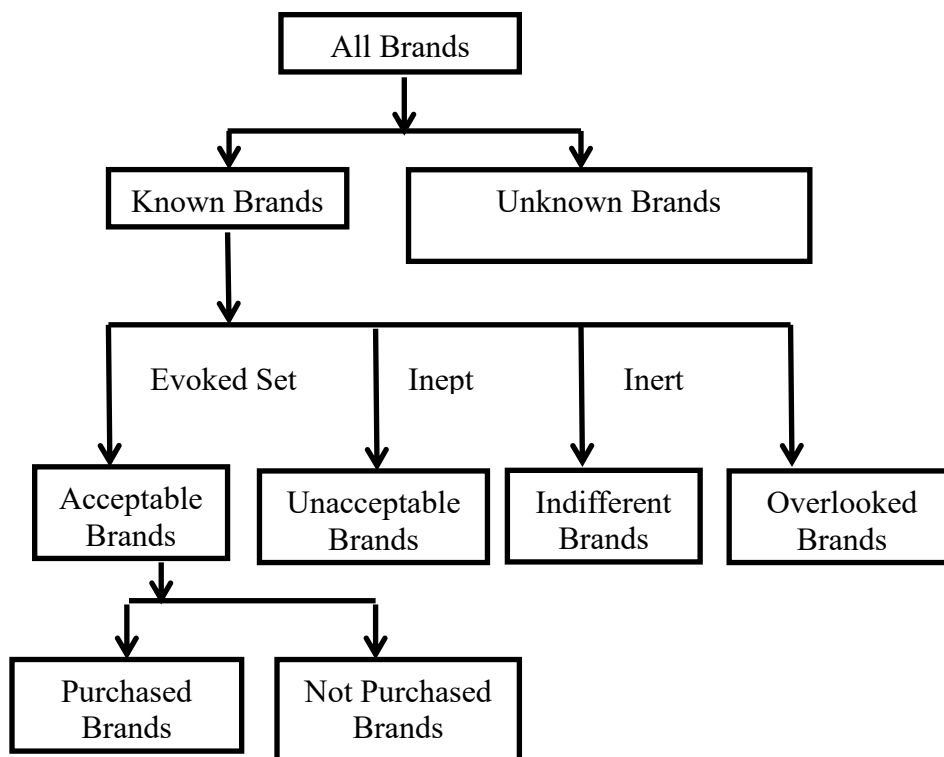 All Brands
Known Brands
Unknown Brands
Evoked Set
Inept
Inert
Acceptable
Brands
Unacceptable
Brands
Indifferent
Brands
Overlooked
Brands
Purchased
Brands
Not Purchased
Brands